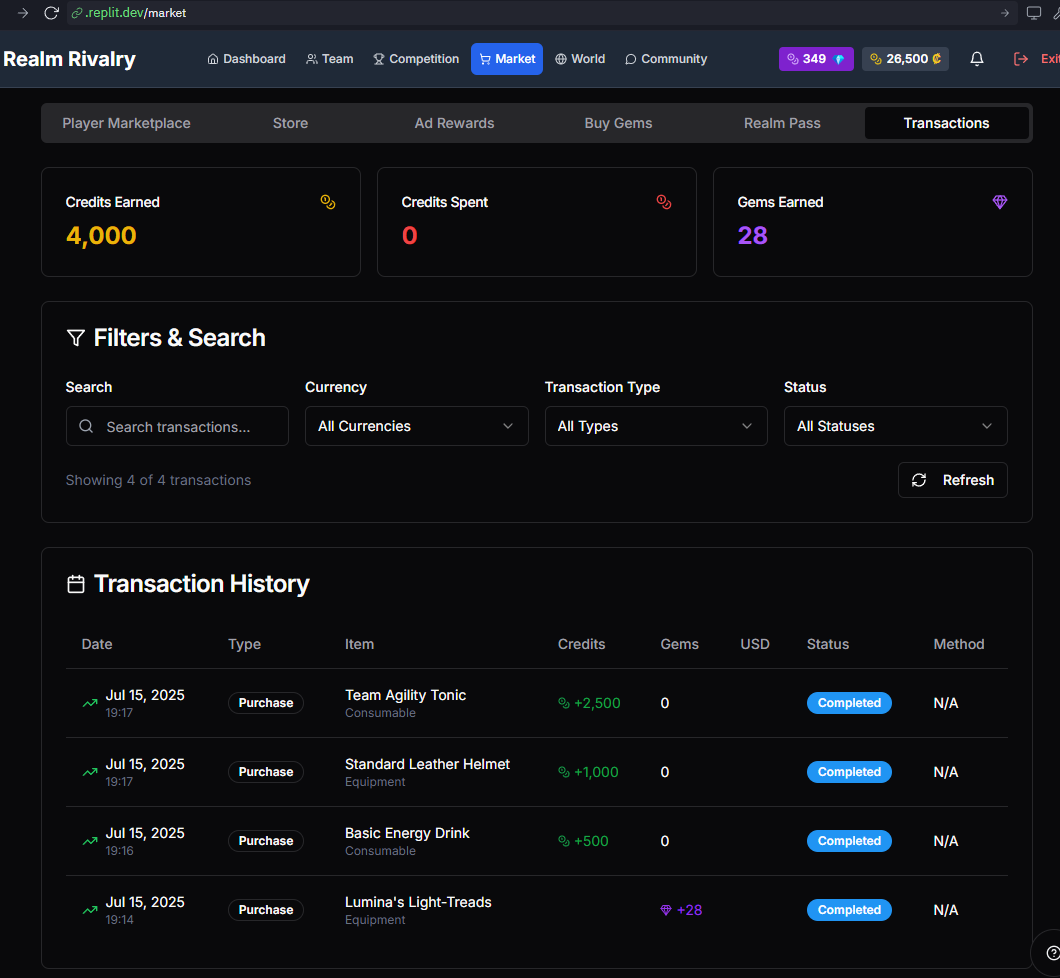 .replit.dev/market
Realm Rivalry
Dashboard Team Competition Market World Community 349 26,500 ₡ Exit
Player Marketplace Store Ad Rewards Buy Gems Realm Pass Transactions
Credits Earned Credits Spent Gems Earned
4,000 0 28
Filters & Search
Search Currency Transaction Type Status
Search transactions... All Currencies All Types All Statuses
Showing 4 of 4 transactions Refresh
Transaction History
Date Type Item Credits Gems USD Status Method
Jul 15, 2025 Purchase Team Agility Tonic +2,500 0 Completed N/A
19:17 Consumable
Jul 15, 2025 Purchase Standard Leather Helmet +1,000 0 Completed N/A
19:17 Equipment
Jul 15, 2025 Purchase Basic Energy Drink +500 0 Completed N/A
19:16 Consumable
Jul 15, 2025 Purchase Lumina's Light-Treads +28 Completed N/A
19:14 Equipment